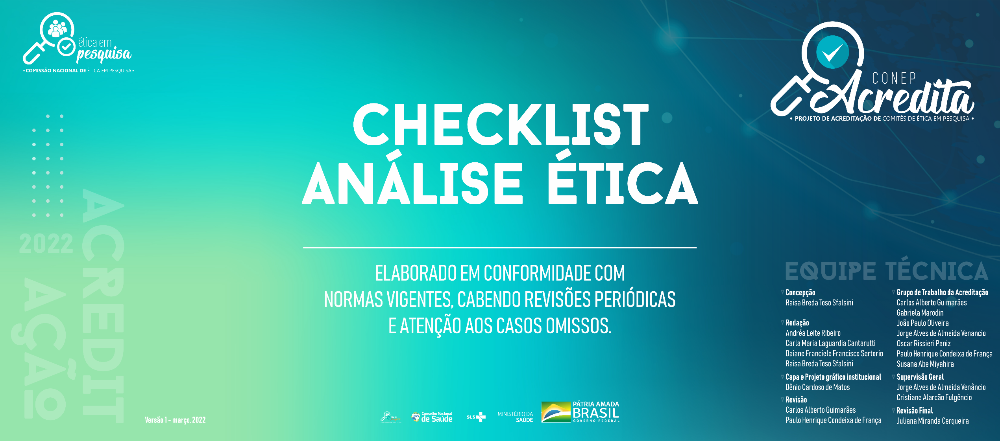 ética em
pesquisa
• COMISSÃO NACIONAL DE ÉTICA EM PESQUISA •
CONEP
Acredita
• PROJETO DE ACREDITAÇÃO DE COMITÊS DE ÉTICA EM PESQUISA •
CHECKLIST
ANÁLISE ÉTICA
ELABORADO EM CONFORMIDADE COM
NORMAS VIGENTES, CABENDO REVISÕES PERIÓDICAS
E ATENÇÃO AOS CASOS OMISSOS.
2022
ACREDIT
AÇÃO
Versão 1 - março, 2022
CNS
Conselho Nacional
de Saúde
SUS
MINISTÉRIO DA
SAÚDE
PÁTRIA AMADA
BRASIL
GOVERNO FEDERAL
EQUIPE TÉCNICA
Concepção
Raisa Breda Toso Sfalsini
Redação
Andréa Leite Ribeiro
Carla Maria Laguardia Cantarutti
Daiane Franciele Francisco Sertorio
Raisa Breda Toso Sfalsini
Capa e Projeto gráfico institucional
Dênio Cardoso de Matos
Revisão
Carlos Alberto Guimarães
Paulo Henrique Condeixa de França
Grupo de Trabalho da Acreditação
Carlos Alberto Guimarães
Gabriela Marodin
João Paulo Oliveira
Jorge Alves de Almeida Venancio
Oscar Rissieri Paniz
Paulo Henrique Condeixa de França
Susana Abe Miyahira
Supervisão Geral
Jorge Alves de Almeida Venâncio
Cristiane Alarcão Fulgêncio
Revisão Final
Juliana Miranda Cerqueira